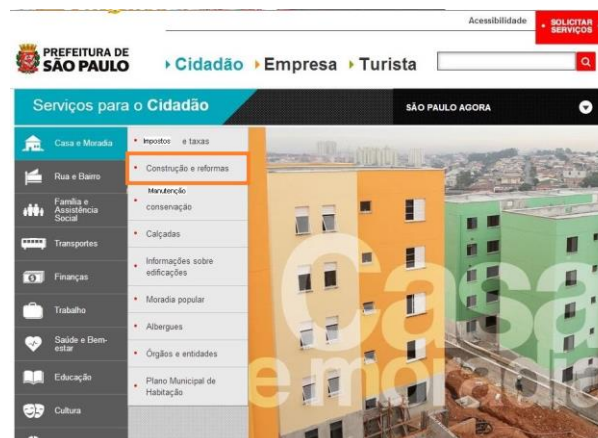 Acessibilidade
SOLICITAR
SERVIÇOS
PREFEITURA DE
SÃO PAULO
Cidadão
Empresa
Turista
Serviços para o Cidadão
SÃO PAULO AGORA
Casa e Moradia
Rua e Bairro
Família e
Assistência
Social
Transportes
Finanças
Trabalho
Saúde e Bem-
estar
Educação
Cultura
Impostos e taxas
Construção e reformas
Manutenção
conservação
Calçadas
Informações sobre
edificações
Moradia popular
Albergues
Órgãos e entidades
Plano Municipal de
Habitação
Casa
e moradia